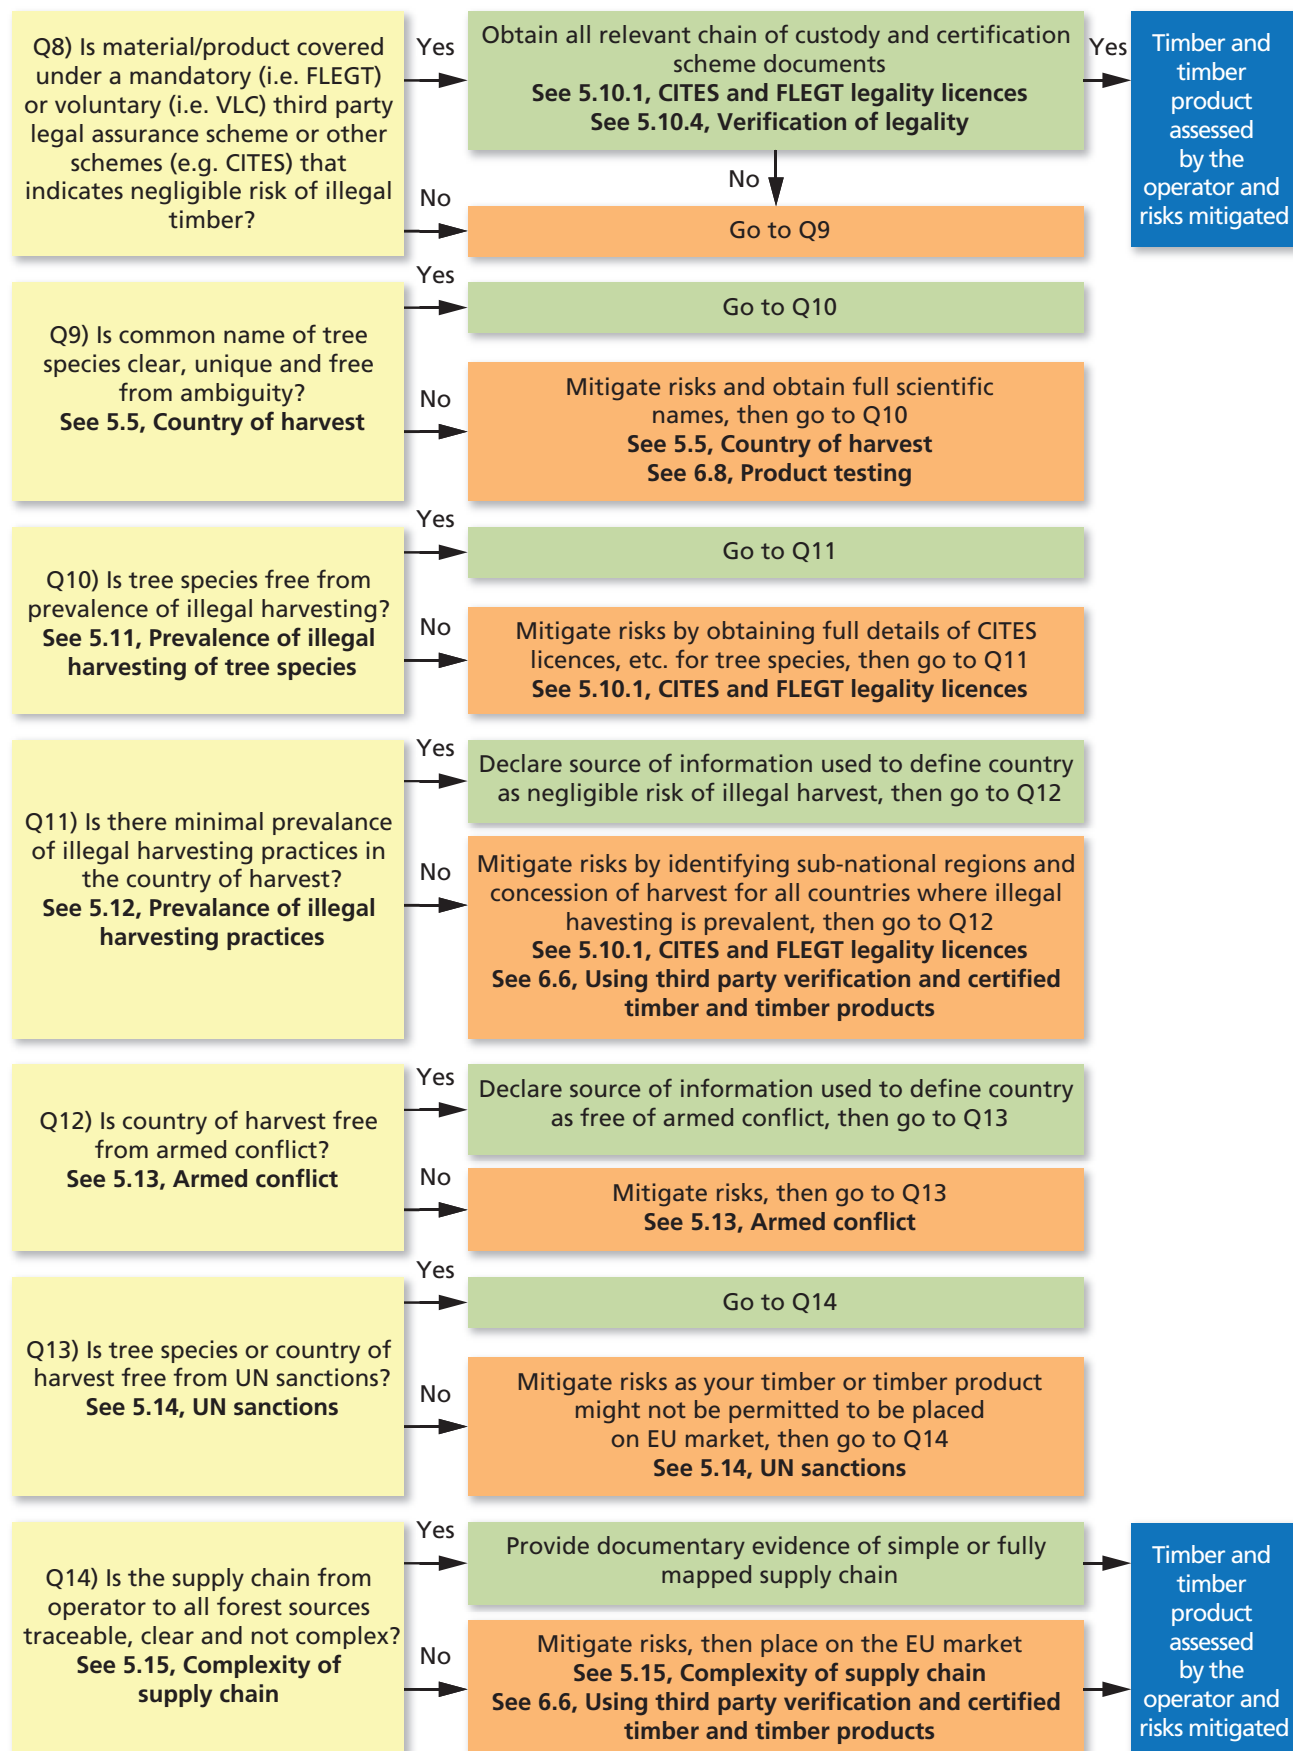 Q8) Is material/product covered
under a mandatory (i.e. FLEGT)
or voluntary (i.e. VLC) third party
legal assurance scheme or other
schemes (e.g. CITES) that
indicates negligible risk of illegal
timber?
Yes
Obtain all relevant chain of custody and certification
scheme documents
See 5.10.1, CITES and FLEGT legality licences
See 5.10.4, Verification of legality
Yes
Timber and
timber
product
assessed
by the
operator and
risks mitigated
No
No
Go to Q9
Q9) Is common name of tree
species clear, unique and free
from ambiguity?
See 5.5, Country of harvest
Yes
Go to Q10
No
Mitigate risks and obtain full scientific
names, then go to Q10
See 5.5, Country of harvest
See 6.8, Product testing
Q10) Is tree species free from
prevalence of illegal harvesting?
See 5.11, Prevalence of illegal
harvesting of tree species
Yes
Go to Q11
No
Mitigate risks by obtaining full details of CITES
licences, etc. for tree species, then go to Q11
See 5.10.1, CITES and FLEGT legality licences
Q11) Is there minimal prevalance
of illegal harvesting practices in
the country of harvest?
See 5.12, Prevalance of illegal
harvesting practices
Yes
Declare source of information used to define country
as negligible risk of illegal harvest, then go to Q12
No
Mitigate risks by identifying sub-national regions and
concession of harvest for all countries where illegal
havesting is prevalent, then go to Q12
See 5.10.1, CITES and FLEGT legality licences
See 6.6, Using third party verification and certified
timber and timber products
Q12) Is country of harvest free
from armed conflict?
See 5.13, Armed conflict
Yes
Declare source of information used to define country
as free of armed conflict, then go to Q13
No
Mitigate risks, then go to Q13
See 5.13, Armed conflict
Q13) Is tree species or country of
harvest free from UN sanctions?
See 5.14, UN sanctions
Yes
Go to Q14
No
Mitigate risks as your timber or timber product
might not be permitted to be placed
on EU market, then go to Q14
See 5.14, UN sanctions
Q14) Is the supply chain from
operator to all forest sources
traceable, clear and not complex?
See 5.15, Complexity of
supply chain
Yes
Provide documentary evidence of simple or fully
mapped supply chain
No
Mitigate risks, then place on the EU market
See 5.15, Complexity of supply chain
See 6.6, Using third party verification and certified
timber and timber products
Timber and
timber
product
assessed
by the
operator and
risks mitigated